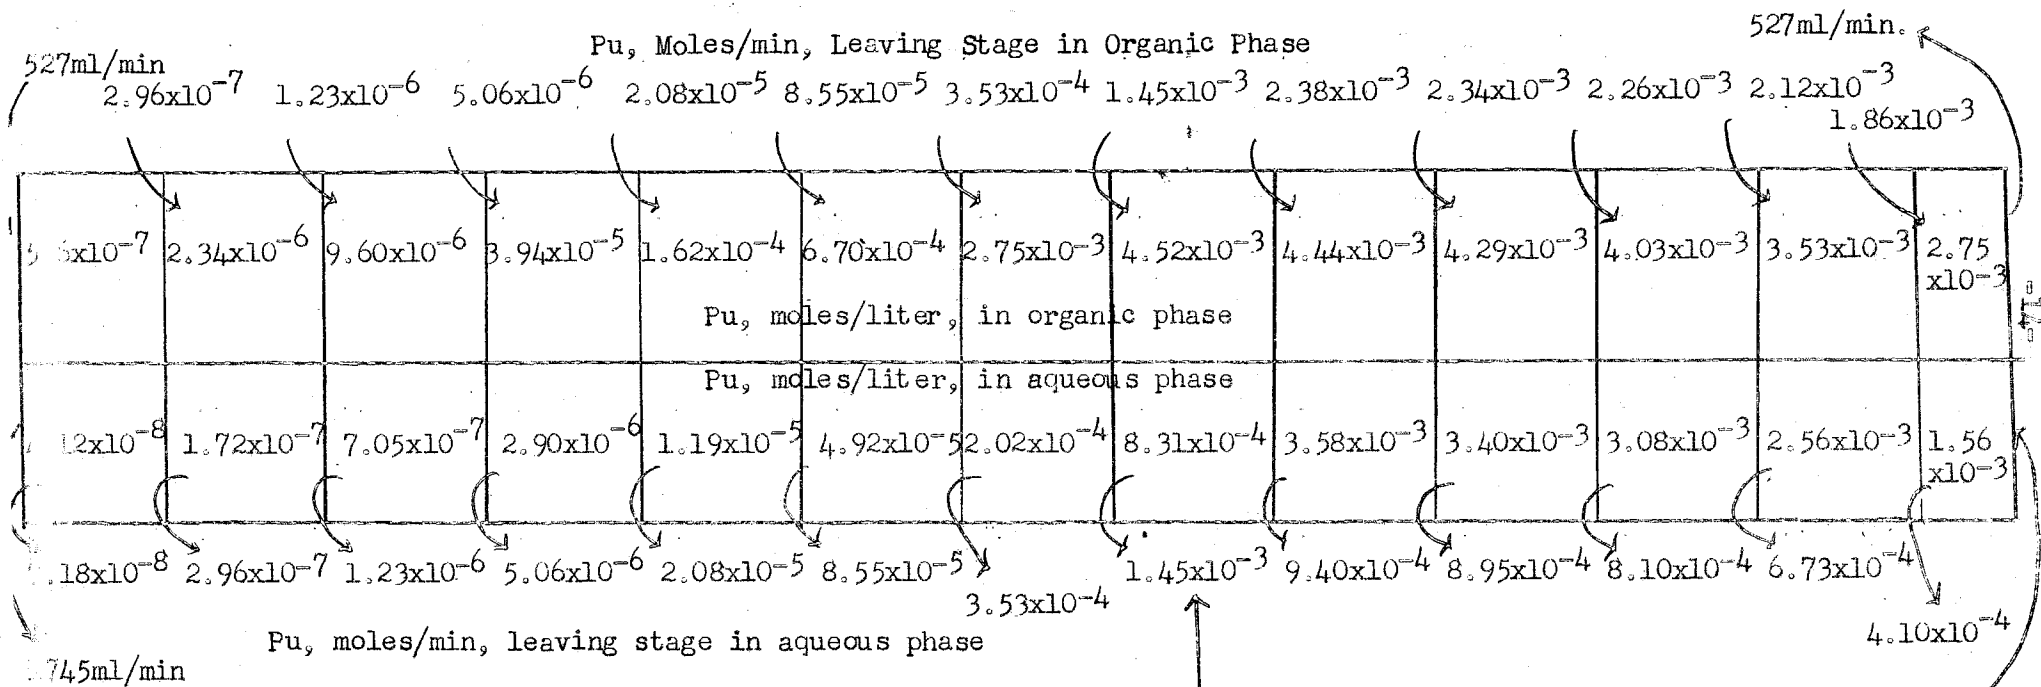 527ml/min.
Pu, Moles/min, Leaving Stage in Organic Phase
527ml/min
2.96x10⁻⁷ 1.23x10⁻⁶ 5.06x10⁻⁶ 2.08x10⁻⁵ 8.55x10⁻⁵ 3.53x10⁻⁴ 1.45x10⁻³ 2.38x10⁻³ 2.34x10⁻³ 2.26x10⁻³ 2.12x10⁻³
1.86x10⁻³
2.34x10⁻⁶ 9.60x10⁻⁶ 3.94x10⁻⁵ 1.62x10⁻⁴ 6.70x10⁻⁴ 2.75x10⁻³ 4.52x10⁻³ 4.44x10⁻³ 4.29x10⁻³ 4.03x10⁻³ 3.53x10⁻³ 2.75
x10⁻³
Pu, moles/liter, in organic phase
Pu, moles/liter, in aqueous phase
12x10⁻⁸ 1.72x10⁻⁷ 7.05x10⁻⁷ 2.90x10⁻⁶ 1.19x10⁻⁵ 4.92x10⁻⁵ 2.02x10⁻⁴ 8.31x10⁻⁴ 3.58x10⁻³ 3.40x10⁻³ 3.08x10⁻³ 2.56x10⁻³ 1.56
x10⁻³
.18x10⁻⁸ 2.96x10⁻⁷ 1.23x10⁻⁶ 5.06x10⁻⁶ 2.08x10⁻⁵ 8.55x10⁻⁵ 1.45x10⁻³ 9.40x10⁻⁴ 8.95x10⁻⁴ 8.10x10⁻⁴ 6.73x10⁻⁴
3.53x10⁻⁴
4.10x10⁻⁴
Pu, moles/min, leaving stage in aqueous phase
745ml/min